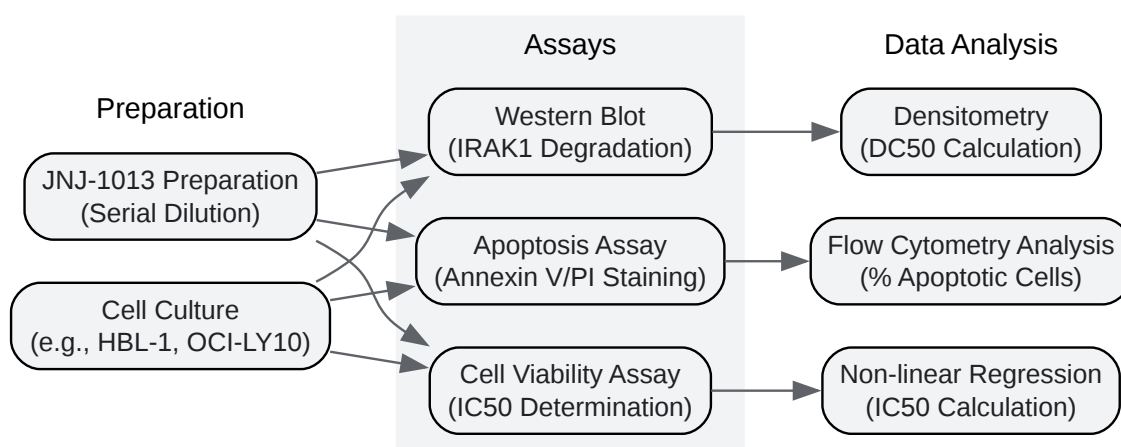 Preparation
JNJ-1013 Preparation
(Serial Dilution)
Cell Culture
(e.g., HBL-1, OCI-LY10)
Assays
Western Blot
(IRAK1 Degradation)
Apoptosis Assay
(Annexin V/PI Staining)
Cell Viability Assay
(IC50 Determination)
Data Analysis
Densitometry
(DC50 Calculation)
Flow Cytometry Analysis
(% Apoptotic Cells)
Non-linear Regression
(IC50 Calculation)